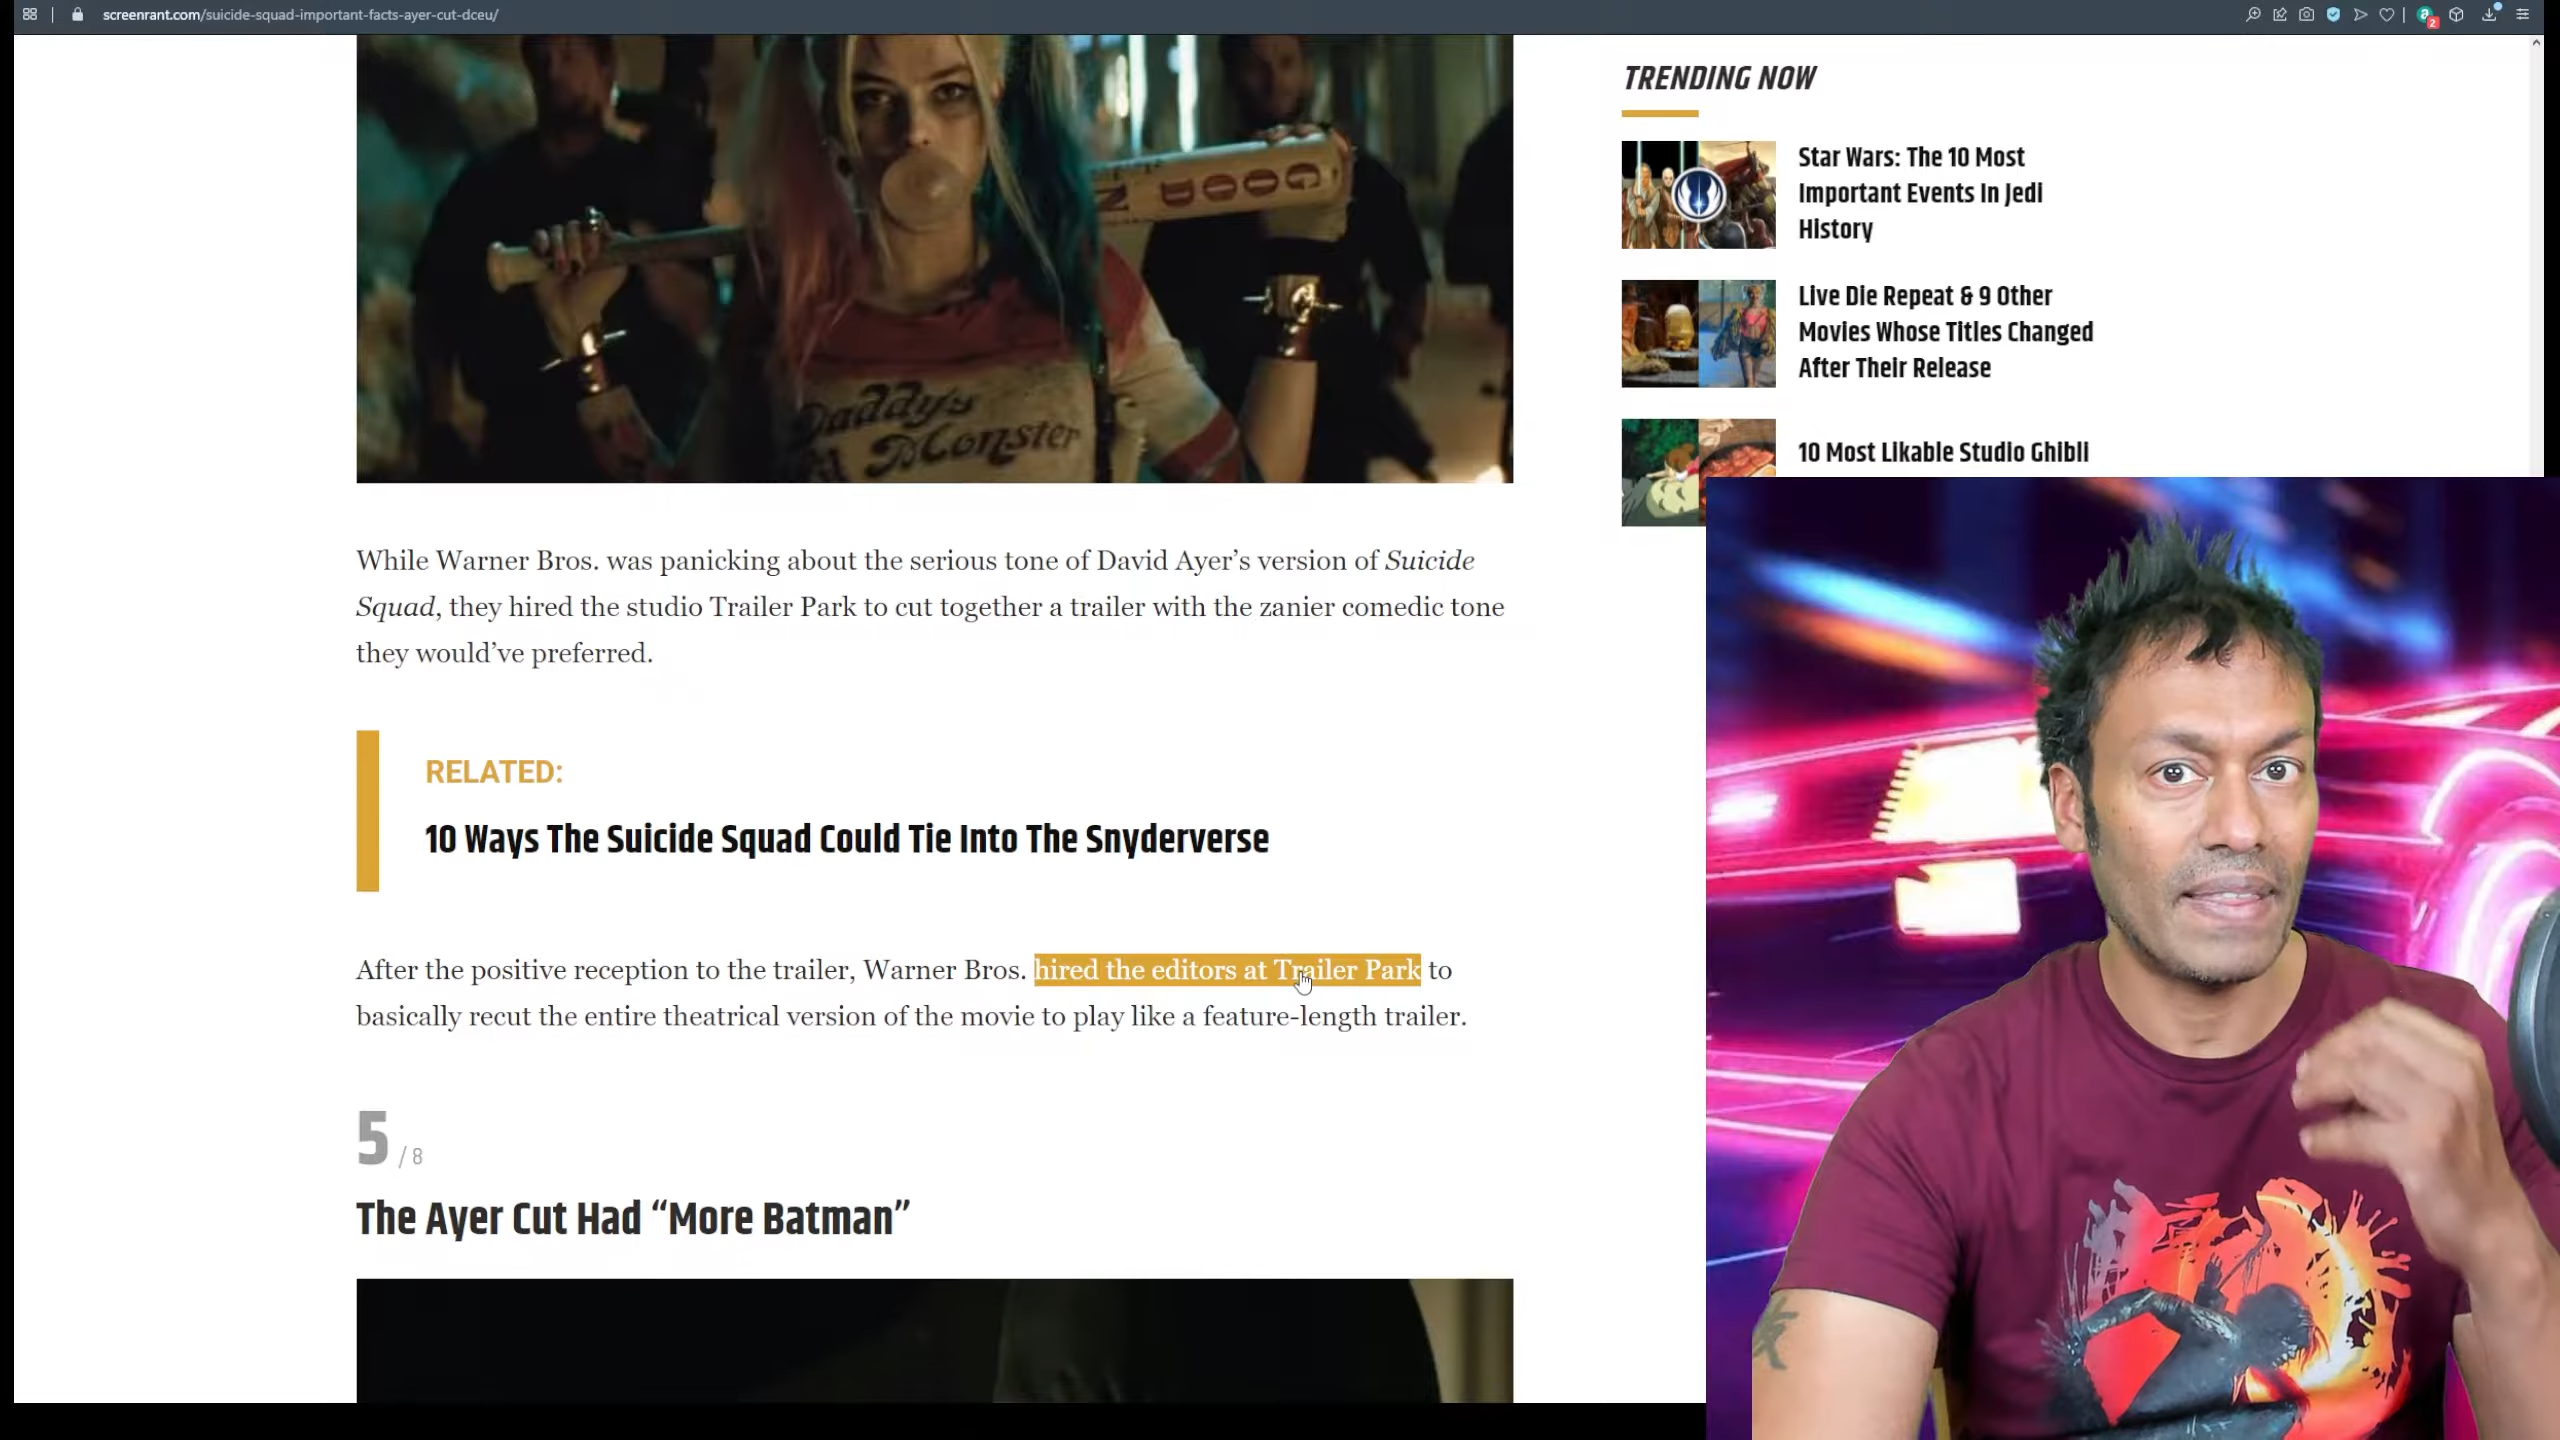 screenrant.com/suicide-squad-important-facts-ayer-cut-dceu/
2
GOOD
N
Daddy's
Lil Monster
TRENDING NOW
Star Wars: The 10 Most
Important Events In Jedi
History
Live Die Repeat & 9 Other
Movies Whose Titles Changed
After Their Release
10 Most Likable Studio Ghibli
While Warner Bros. was panicking about the serious tone of David Ayer’s version of Suicide
Squad, they hired the studio Trailer Park to cut together a trailer with the zanier comedic tone
they would’ve preferred.
RELATED:
10 Ways The Suicide Squad Could Tie Into The Snyderverse
After the positive reception to the trailer, Warner Bros. hired the editors at Trailer Park to
basically recut the entire theatrical version of the movie to play like a feature-length trailer.
5 / 8
The Ayer Cut Had “More Batman”